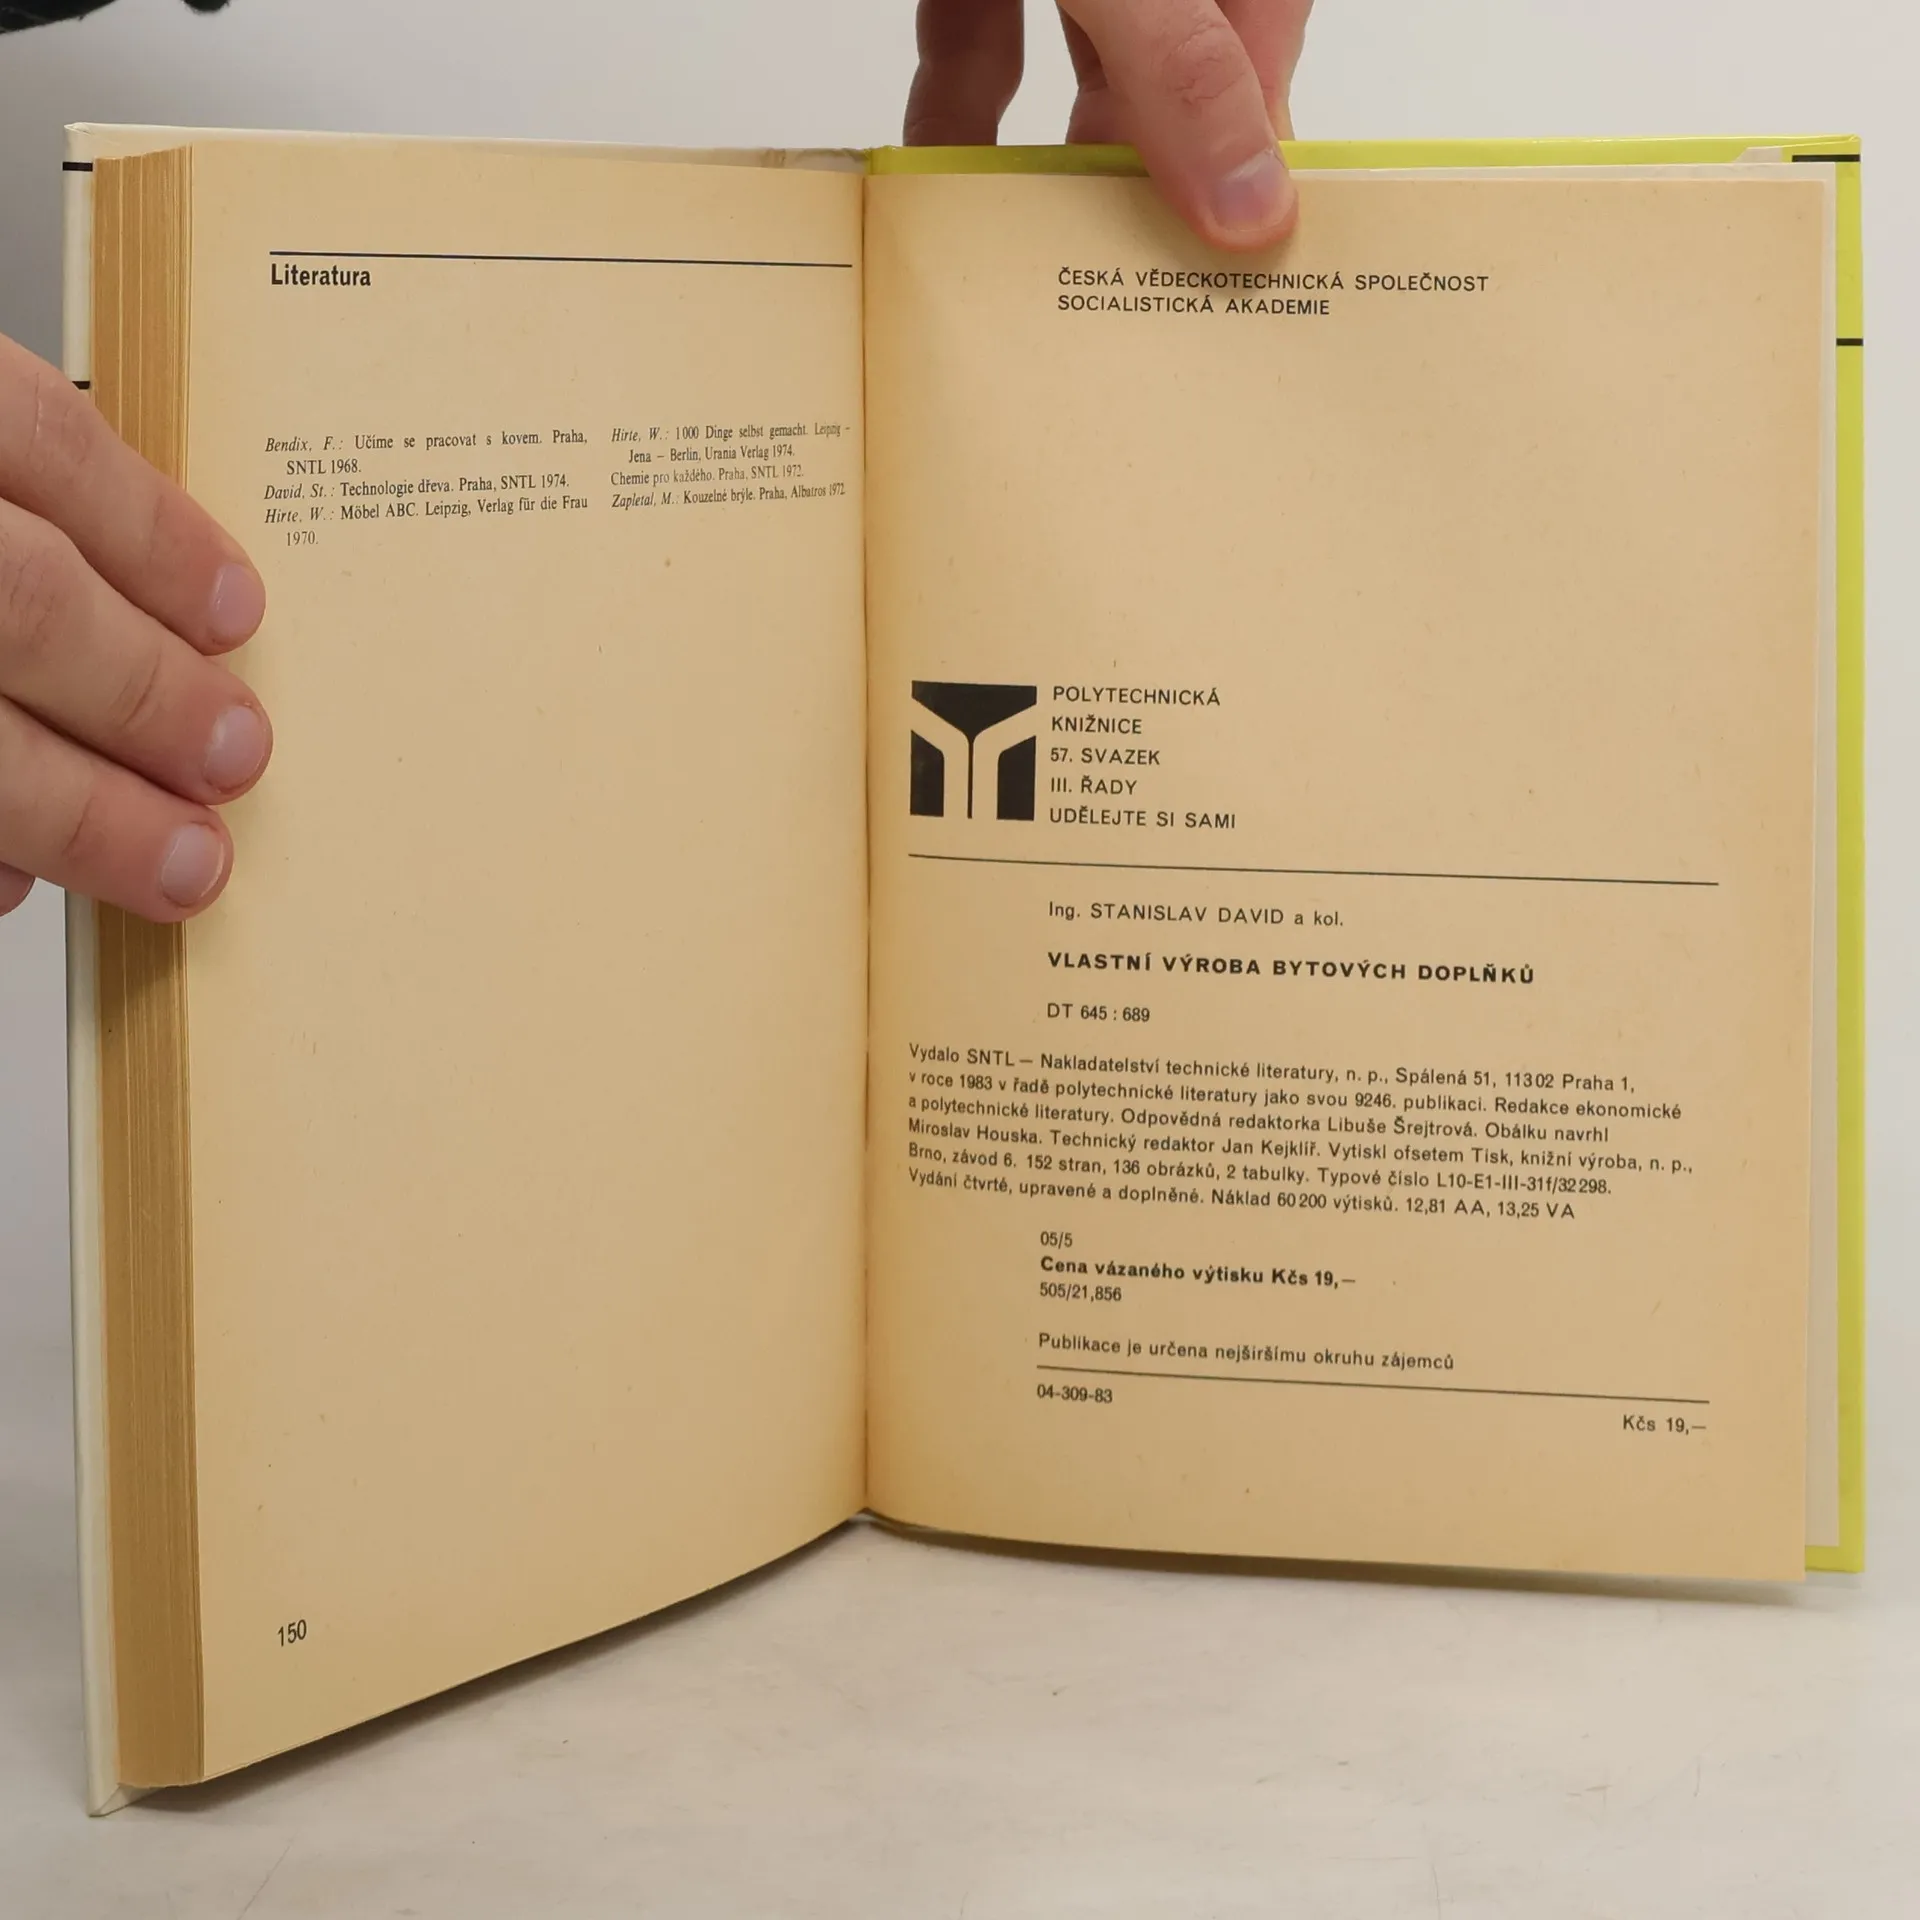 Literatura
Bendix, F.: Učíme se pracovat s kovem. Praha,
SNTL 1968.
David, St.: Technologie dřeva. Praha, SNTL 1974.
Hirte, W.: Möbel ABC. Leipzig, Verlag für die Frau
1970.
Hirte, W.: 1000 Dinge selbst gemacht. Leipzig –
Jena – Berlin, Urania Verlag 1974.
Chemie pro každého. Praha, SNTL 1972.
Zapletal, M.: Kouzelné brýle. Praha, Albatros 1972.
150
ČESKÁ VĚDECKOTECHNICKÁ SPOLEČNOST
SOCIALISTICKÁ AKADEMIE
POLYTECHNICKÁ
KNIŽNICE
57. SVAZEK
III. ŘADY
UDĚLEJTE SI SAMI
Ing. STANISLAV DAVID a kol.
VLASTNÍ VÝROBA BYTOVÝCH DOPLŇKŮ
DT 645 : 689
Vydalo SNTL — Nakladatelství technické literatury, n. p., Spálená 51, 113 02 Praha 1,
v roce 1983 v řadě polytechnické literatury jako svou 9246. publikaci. Redakce ekonomické
a polytechnické literatury. Odpovědná redaktorka Libuše Šrejtrová. Obálku navrhl
Miroslav Houska. Technický redaktor Jan Kejklíř. Vytiskl ofsetem Tisk, knižní výroba, n. p.,
Brno, závod 6. 152 stran, 136 obrázků, 2 tabulky. Typové číslo L10-E1-III-31f/32 298.
Vydání čtvrté, upravené a doplněné. Náklad 60 200 výtisků. 12,81 AA, 13,25 VA
05/5
Cena vázaného výtisku Kčs 19,—
505/21,856
Publikace je určena nejširšímu okruhu zájemců
04-309-83
Kčs 19,—